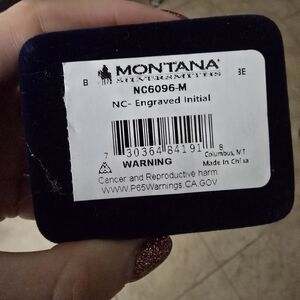 B MONTANA 3E
SILVERSMITHS
NC6096-M
NC- Engraved Initial
7 30364 84191 8
WARNING
Columbus, MT
Made In China
Cancer and Reproductive harm
WWW.P65Warnings.CA.GOV